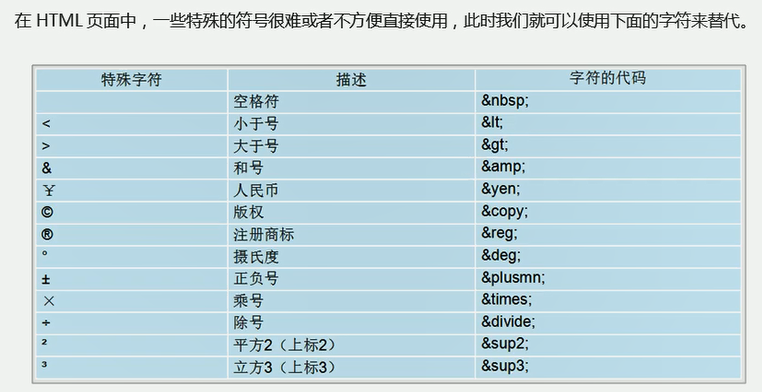 在 HTML 页面中，一些特殊的符号很难或者不方便直接使用，此时我们就可以使用下面的字符来替代。
特殊字符 描述 字符的代码
空格符 &nbsp;
< 小于号 &lt;
> 大于号 &gt;
& 和号 &amp;
¥ 人民币 &yen;
© 版权 &copy;
® 注册商标 &reg;
° 摄氏度 &deg;
± 正负号 &plusmn;
× 乘号 &times;
÷ 除号 &divide;
² 平方2（上标2） &sup2;
³ 立方3（上标3） &sup3;